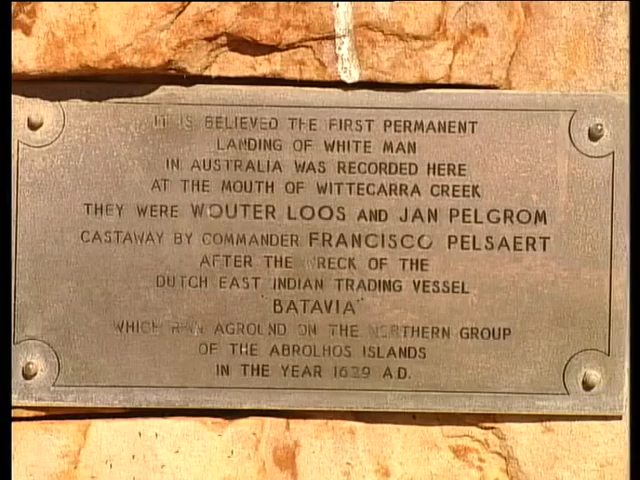 IT IS BELIEVED THE FIRST PERMANENT
LANDING OF WHITE MAN
IN AUSTRALIA WAS RECORDED HERE
AT THE MOUTH OF WITTECARRA CREEK
THEY WERE WOUTER LOOS AND JAN PELGROM
CASTAWAY BY COMMANDER FRANCISCO PELSAERT
AFTER THE WRECK OF THE
DUTCH EAST INDIAN TRADING VESSEL
"BATAVIA"
WHICH RAN AGROUND ON THE NORTHERN GROUP
OF THE ABROLHOS ISLANDS
IN THE YEAR 1629 A.D.